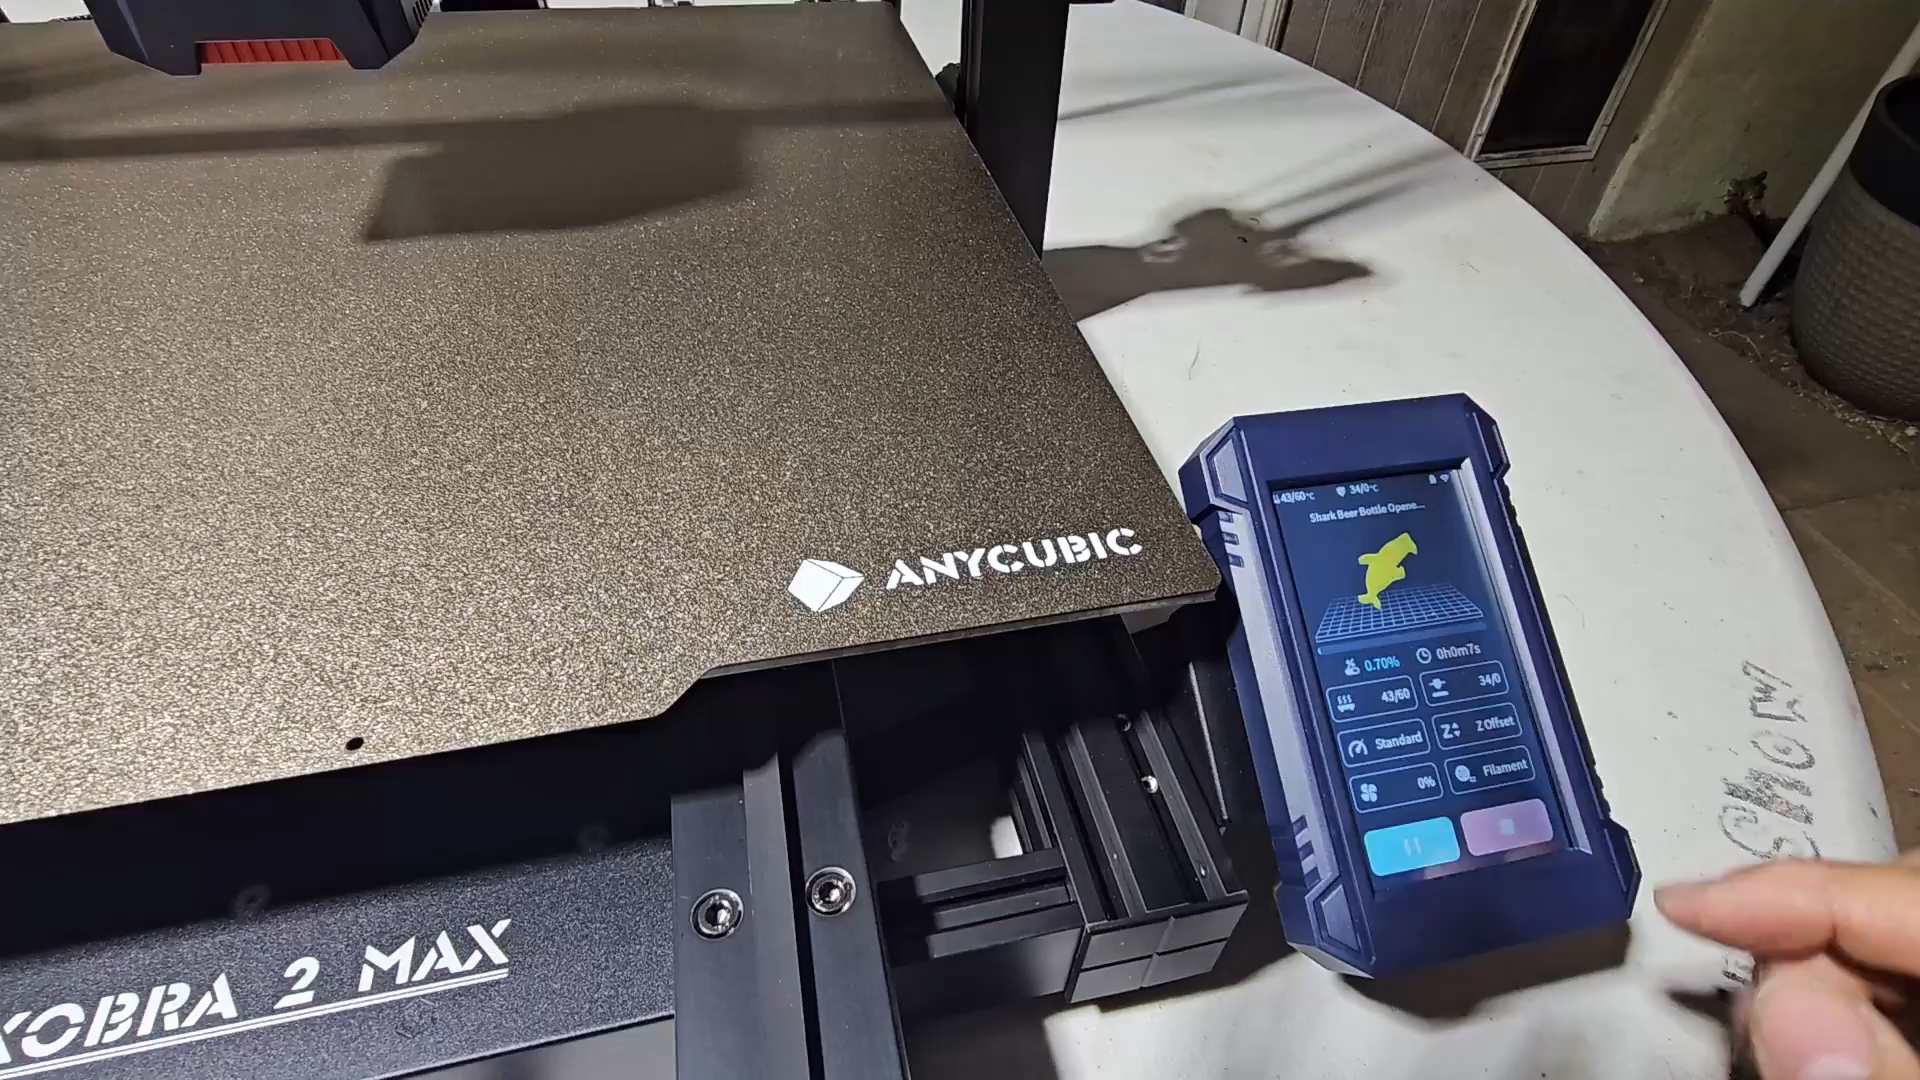 ANYCUBIC
KOBRA 2 MAX
43/60°C 34/0°C
Shark Beer Bottle Opene...
0.70% 0h0m7s
43/60 34/0
Standard Z Offset
0% Filament